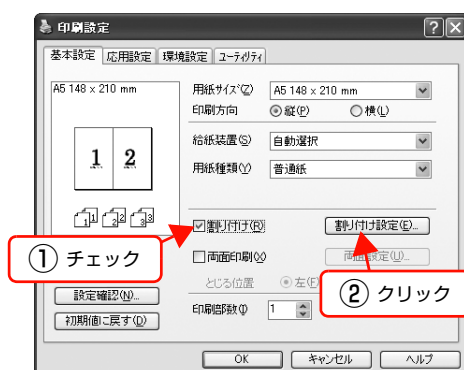 印刷設定
基本設定 応用設定 環境設定 ユーティリティ
A5 148 x 210 mm
用紙サイズ(Z) A5 148 x 210 mm
印刷方向 縦(P) 横(L)
給紙装置(S) 自動選択
1 2
用紙種類(Y) 普通紙
1 2 3
割り付け(R) 割り付け設定(E)...
① チェック
両面印刷(X) 両面設定(U)...
とじる位置 左(F)
② クリック
設定確認(N)...
印刷部数(I) 1
初期値に戻す(D)
OK キャンセル ヘルプ